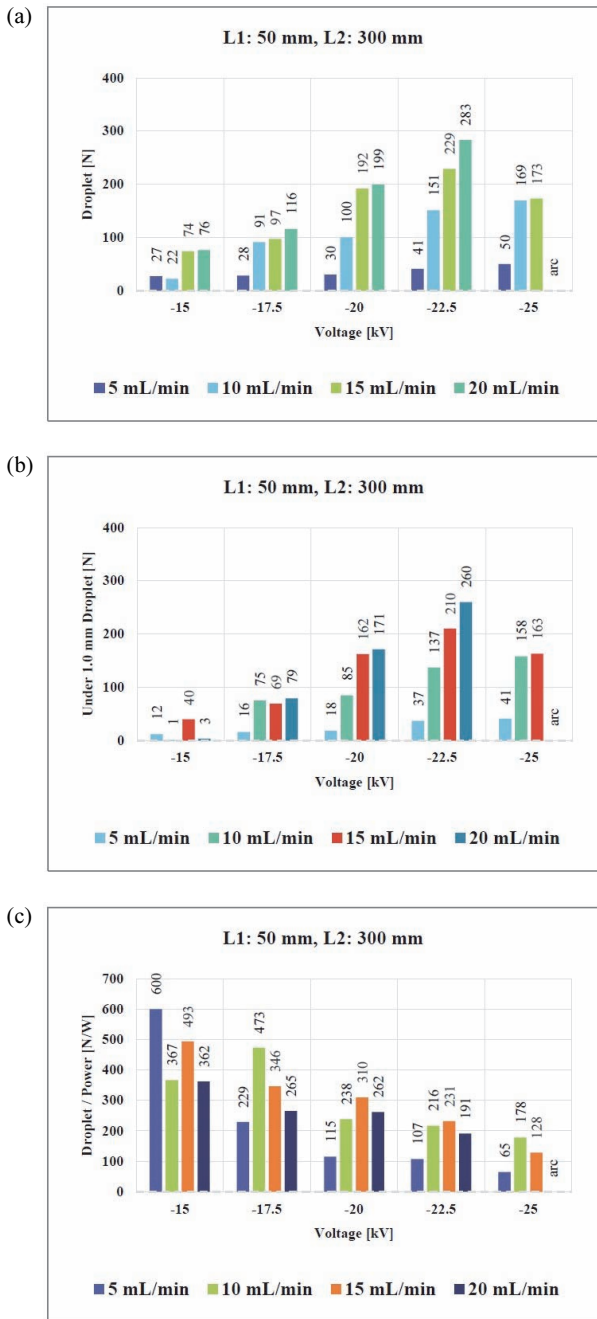 (a)
L1: 50 mm, L2: 300 mm
Droplet [N]
400
300
200
100
0
27 22 74 76
28 91 97 116
30 100 192 199
41 151 229 283
50 169 173 arc
-15 -17.5 -20 -22.5 -25
Voltage [kV]
5 mL/min 10 mL/min 15 mL/min 20 mL/min
(b)
L1: 50 mm, L2: 300 mm
Under 1.0 mm Droplet [N]
400
300
200
100
0
12 1 40 3
16 75 69 79
18 85 162 171
37 137 210 260
41 158 163 arc
-15 -17.5 -20 -22.5 -25
Voltage [kV]
5 mL/min 10 mL/min 15 mL/min 20 mL/min
(c)
L1: 50 mm, L2: 300 mm
Droplet / Power [N/W]
700
600
500
400
300
200
100
0
600 367 493 362
229 473 346 265
115 238 310 262
107 216 231 191
65 178 128 arc
-15 -17.5 -20 -22.5 -25
Voltage [kV]
5 mL/min 10 mL/min 15 mL/min 20 mL/min